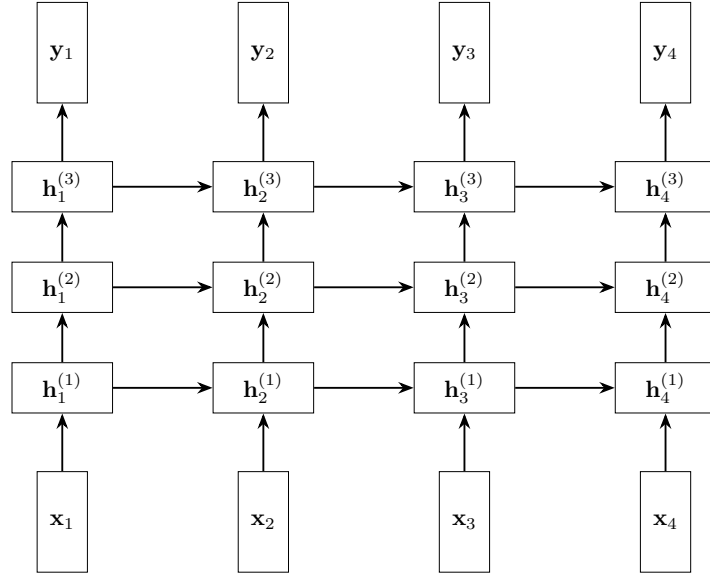 y₁ y₂ y₃ y₄
h₁⁽³⁾ h₂⁽³⁾ h₃⁽³⁾ h₄⁽³⁾
h₁⁽²⁾ h₂⁽²⁾ h₃⁽²⁾ h₄⁽²⁾
h₁⁽¹⁾ h₂⁽¹⁾ h₃⁽¹⁾ h₄⁽¹⁾
x₁ x₂ x₃ x₄